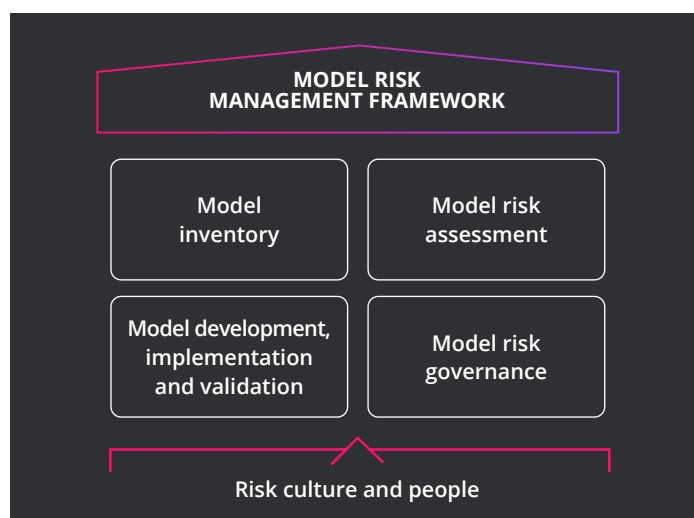 MODEL RISK
MANAGEMENT FRAMEWORK
Model
inventory
Model risk
assessment
Model development,
implementation
and validation
Model risk
governance
Risk culture and people